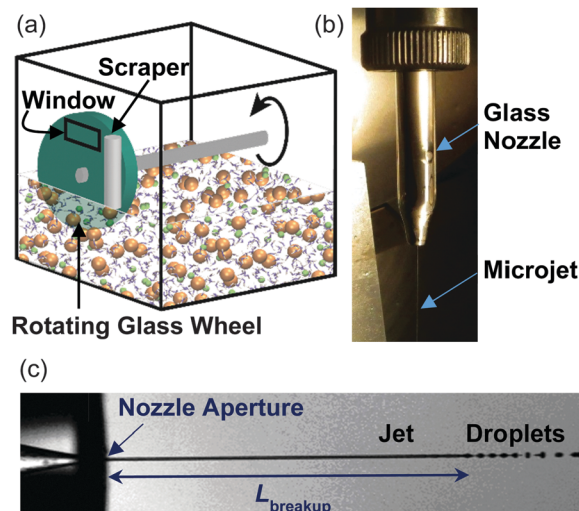 (a)
Scraper
Window
Rotating Glass Wheel
(b)
Glass
Nozzle
Microjet
(c)
Nozzle Aperture
Jet
Droplets
Lbreakup